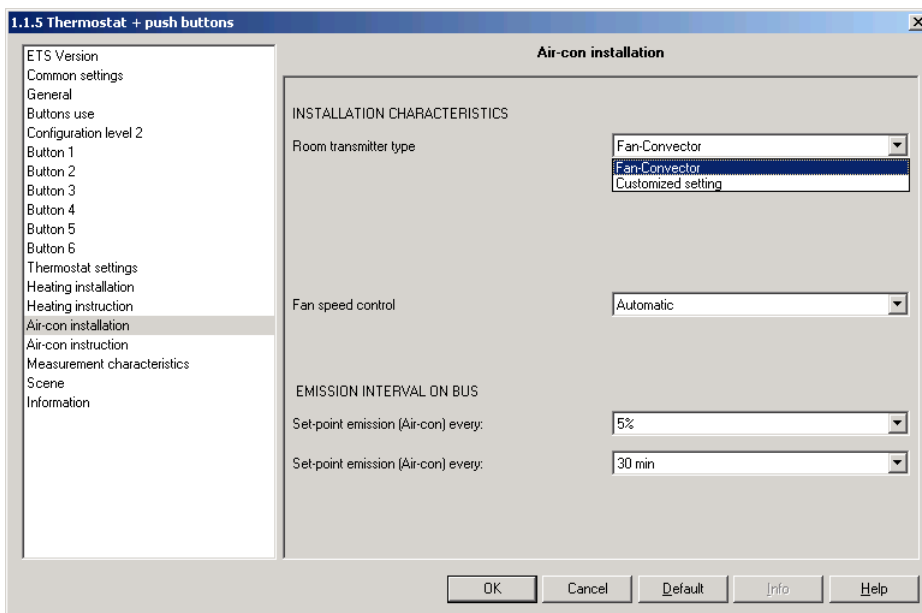 1.1.5 Thermostat + push buttons
ETS Version
Common settings
General
Buttons use
Configuration level 2
Button 1
Button 2
Button 3
Button 4
Button 5
Button 6
Thermostat settings
Heating installation
Heating instruction
Air-con installation
Air-con instruction
Measurement characteristics
Scene
Information
Air-con installation
INSTALLATION CHARACTERISTICS
Room transmitter type
Fan-Convector
Fan-Convector
Customized setting
Fan speed control
Automatic
EMISSION INTERVAL ON BUS
Set-point emission (Air-con) every:
5%
Set-point emission (Air-con) every:
30 min
OK
Cancel
Default
Info
Help